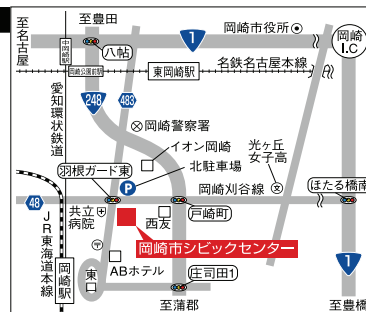 至名古屋
至豊田
岡崎市役所
1
岡崎
I.C
中岡崎駅
八帖
岡崎公園前駅
東岡崎駅
名鉄名古屋本線
愛知環状鉄道
248
483
岡崎警察署
イオン岡崎
光ヶ丘
女子高
羽根ガード東
P
北駐車場
岡崎刈谷線
ほたる橋南
48
共立
病院
西友
戸崎町
岡崎市シビックセンター
JR東海道本線
岡崎駅
東口
ABホテル
庄司田1
1
至蒲郡
至豊橋